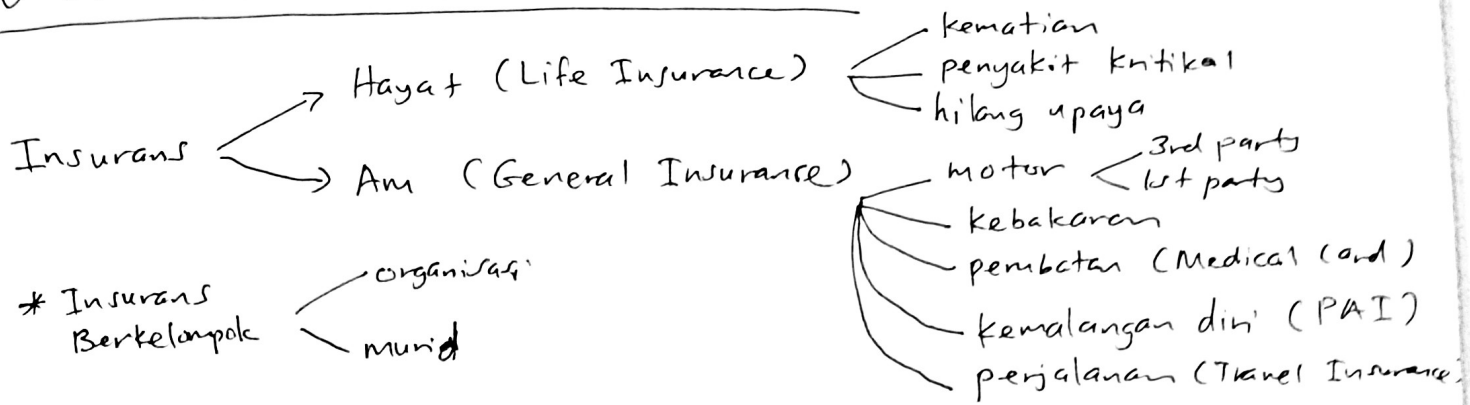 kematian
Hayat (Life Insurance)
penyakit kritikal
hilang upaya
Insurans
Am (General Insurance)
motor
3rd party
1st party
kebakaran
perubatan (Medical Card)
kemalangan diri (PAI)
perjalanan (Travel Insurance)
* Insurans
Berkelompok
organisasi
murid